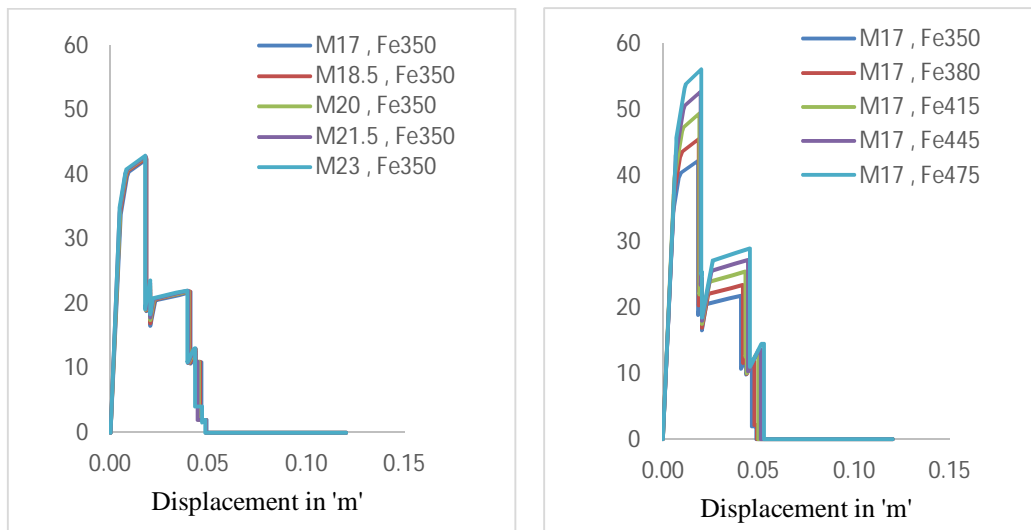 60
50
40
30
20
10
0
0.00 0.05 0.10 0.15
Displacement in 'm'
M17 , Fe350
M18.5 , Fe350
M20 , Fe350
M21.5 , Fe350
M23 , Fe350
60
50
40
30
20
10
0
0.00 0.05 0.10 0.15
Displacement in 'm'
M17 , Fe350
M17 , Fe380
M17 , Fe415
M17 , Fe445
M17 , Fe475